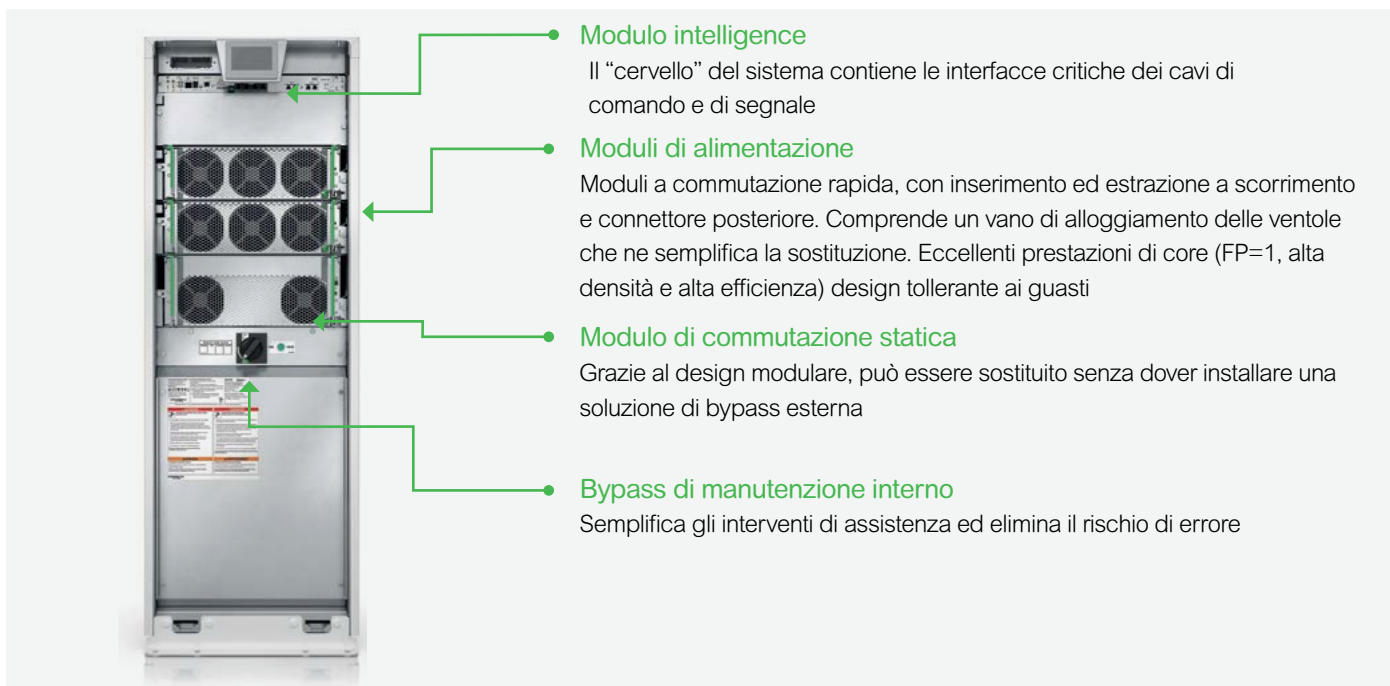 Modulo intelligence
Il “cervello” del sistema contiene le interfacce critiche dei cavi di
comando e di segnale
Moduli di alimentazione
Moduli a commutazione rapida, con inserimento ed estrazione a scorrimento
e connettore posteriore. Comprende un vano di alloggiamento delle ventole
che ne semplifica la sostituzione. Eccellenti prestazioni di core (FP=1, alta
densità e alta efficienza) design tollerante ai guasti
Modulo di commutazione statica
Grazie al design modulare, può essere sostituito senza dover installare una
soluzione di bypass esterna
Bypass di manutenzione interno
Semplifica gli interventi di assistenza ed elimina il rischio di errore